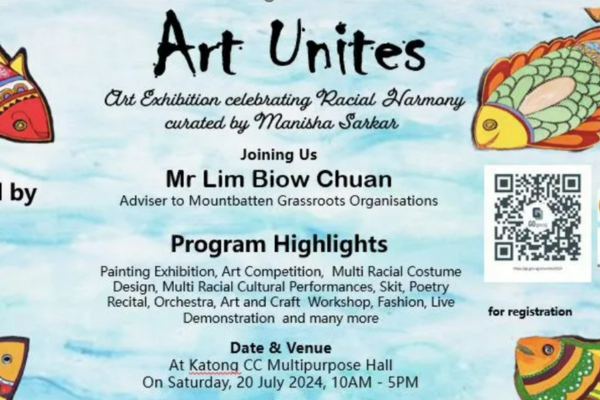 Art Unites
Art Exhibition celebrating Racial Harmony
curated by Manisha Sarkar
Joining Us
Mr Lim Biow Chuan
Adviser to Mountbatten Grassroots Organisations
d by
Program Highlights
Painting Exhibition, Art Competition, Multi Racial Costume
Design, Multi Racial Cultural Performances, Skit, Poetry
Recital, Orchestra, Art and Craft Workshop, Fashion, Live
Demonstration and many more
for registration
Date & Venue
At Katong CC Multipurpose Hall
On Saturday, 20 July 2024, 10AM - 5PM